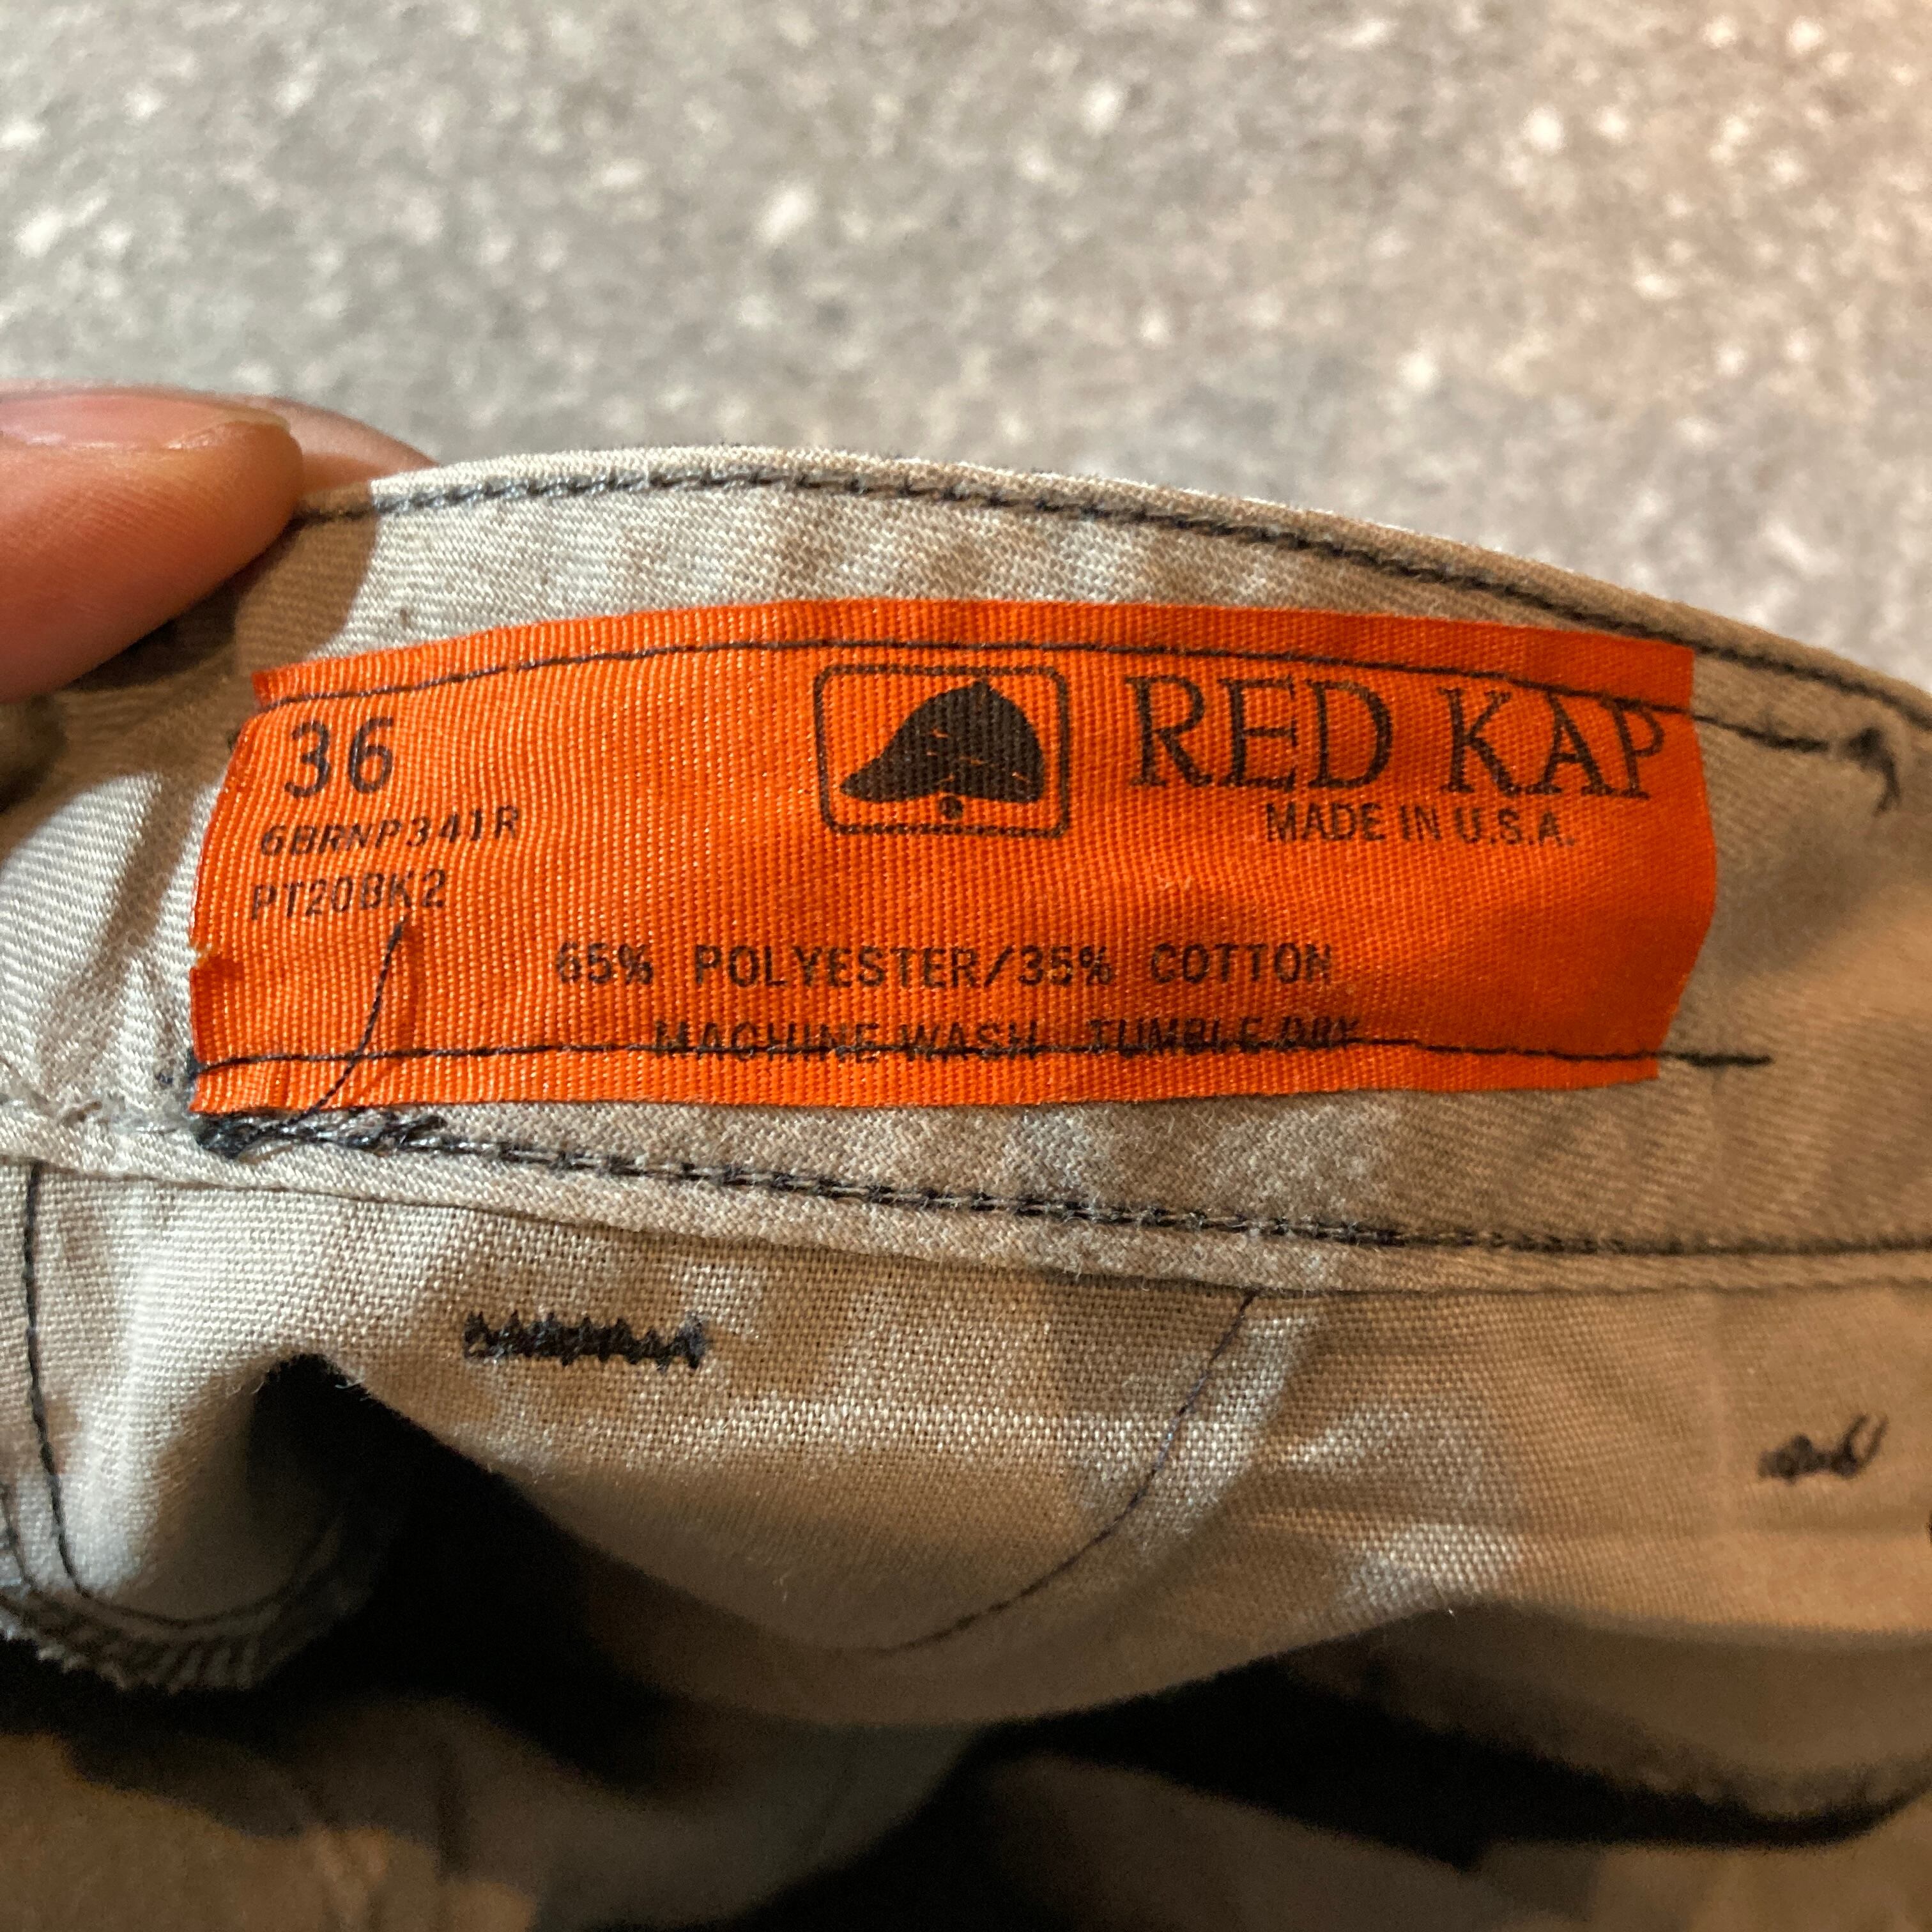 36
RED KAP
MADE IN U.S.A.
6BRNP341R
PT20BK2
65% POLYESTER/35% COTTON
MACHINE WASH TUMBLE DRY